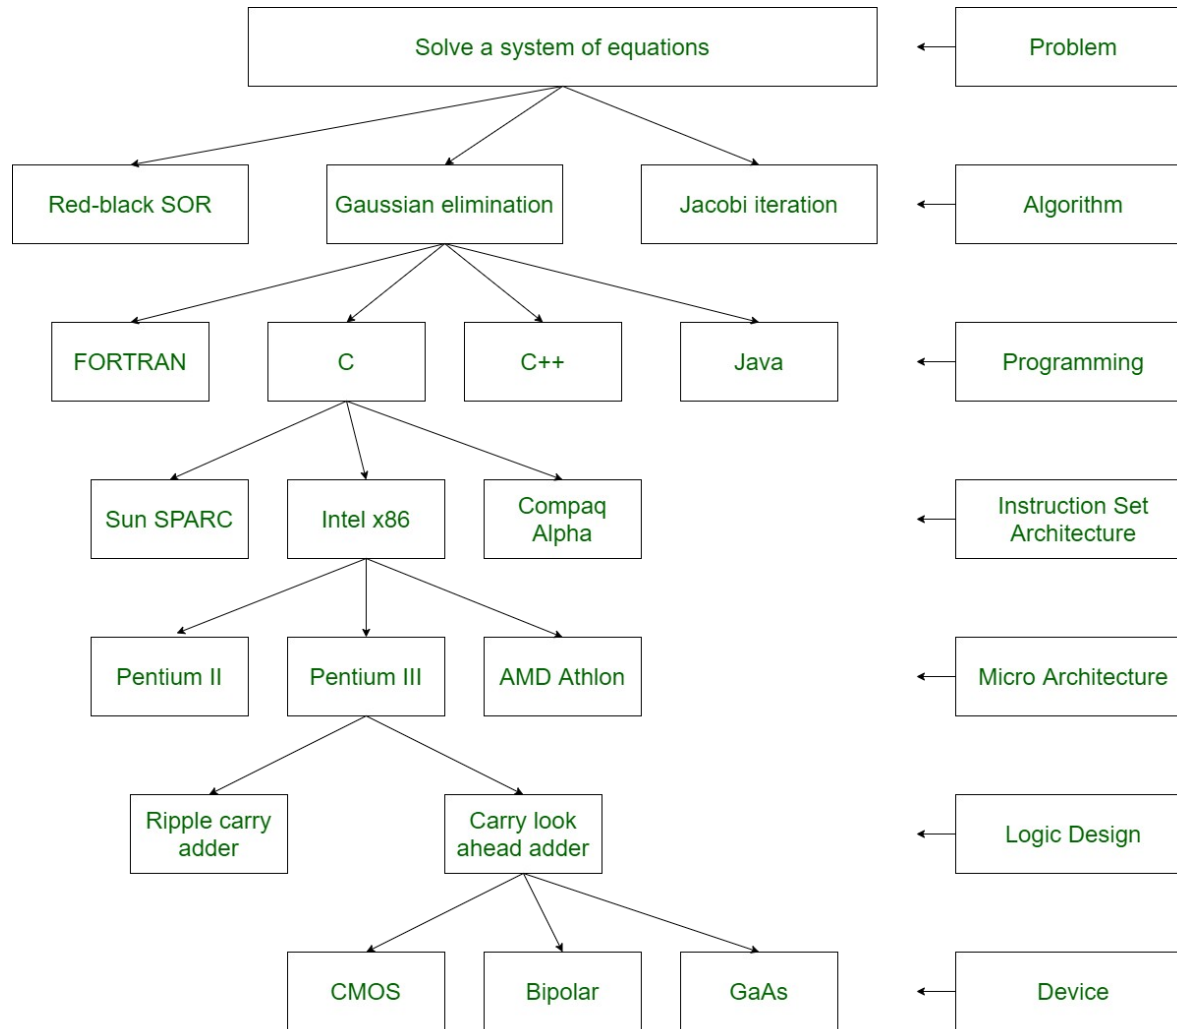 Solve a system of equations
Problem
Red-black SOR
Gaussian elimination
Jacobi iteration
Algorithm
FORTRAN
C
C++
Java
Programming
Sun SPARC
Intel x86
Compaq
Alpha
Instruction Set
Architecture
Pentium II
Pentium III
AMD Athlon
Micro Architecture
Ripple carry
adder
Carry look
ahead adder
Logic Design
CMOS
Bipolar
GaAs
Device